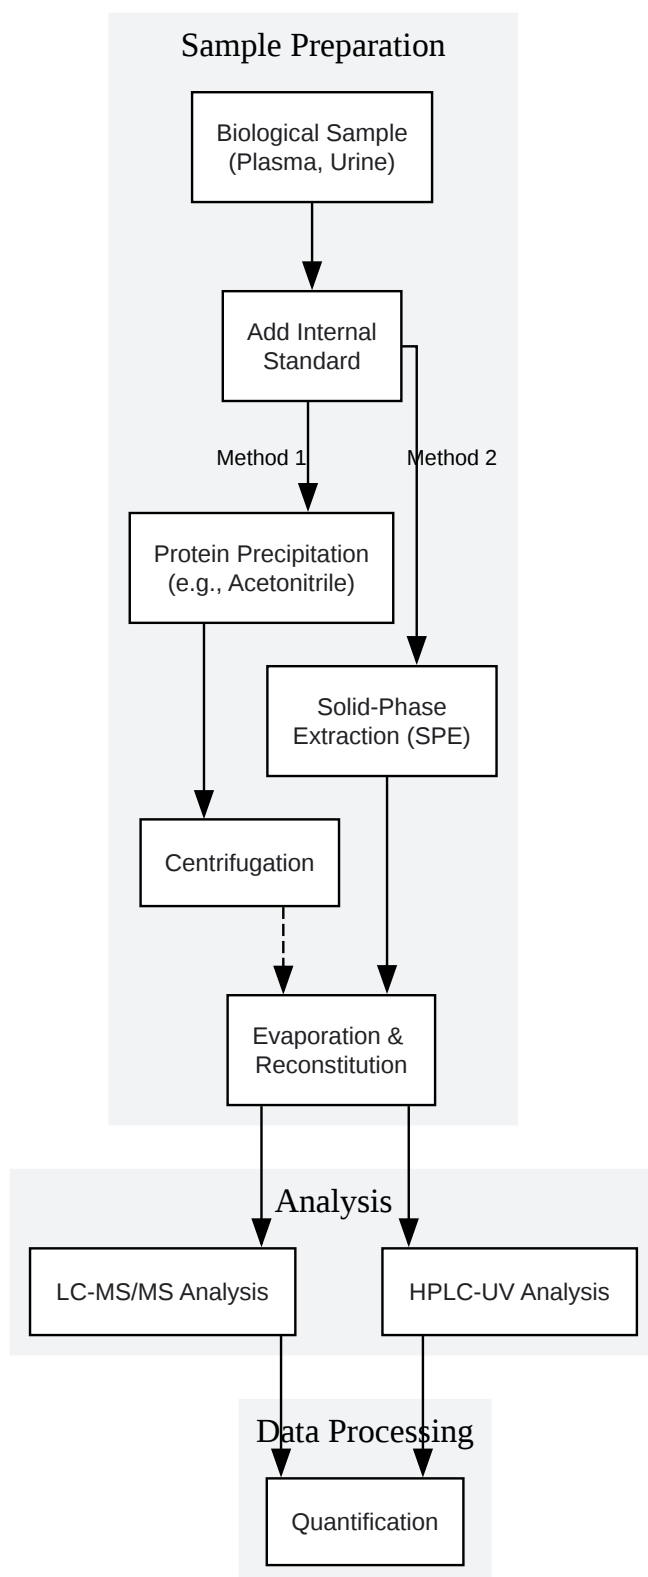 Sample Preparation
Biological Sample
(Plasma, Urine)
Add Internal
Standard
Method 1
Method 2
Protein Precipitation
(e.g., Acetonitrile)
Solid-Phase
Extraction (SPE)
Centrifugation
Evaporation &
Reconstitution
Analysis
LC-MS/MS Analysis
HPLC-UV Analysis
Data Processing
Quantification